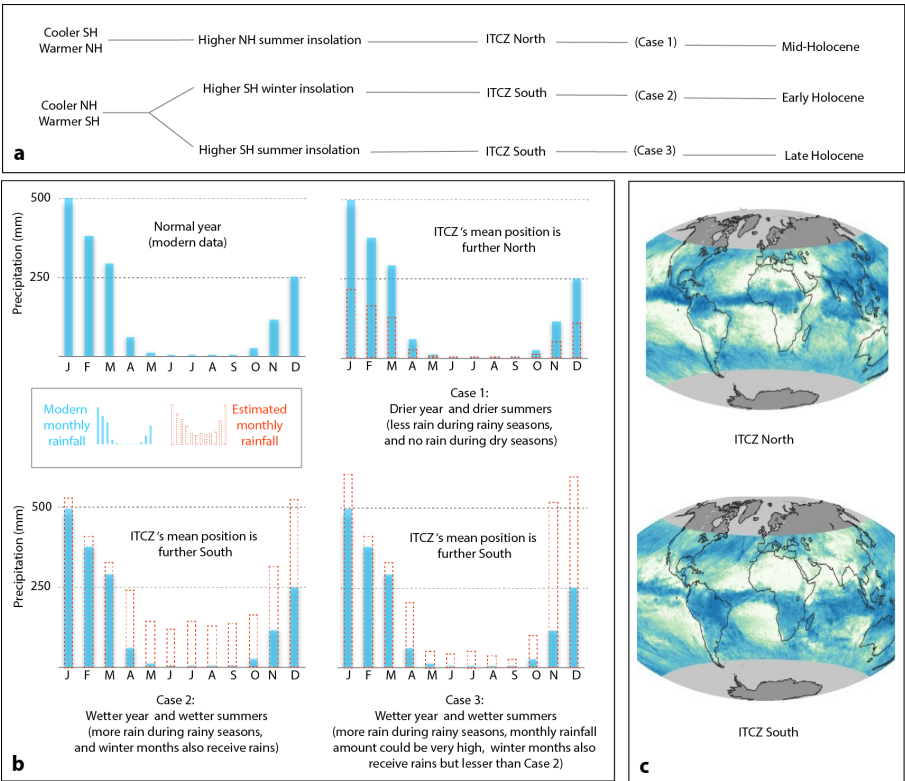 Cooler SH
Warmer NH
Higher NH summer insolation
ITCZ North
(Case 1)
Mid-Holocene
Cooler NH
Warmer SH
Higher SH winter insolation
ITCZ South
(Case 2)
Early Holocene
Higher SH summer insolation
ITCZ South
(Case 3)
Late Holocene
a
Precipitation (mm)
500
250
Normal year
(modern data)
J F M A M J J A S O N D
ITCZ's mean position is
further North
J F M A M J J A S O N D
Case 1:
Drier year and drier summers
(less rain during rainy seasons,
and no rain during dry seasons)
Modern
monthly
rainfall
Estimated
monthly
rainfall
Precipitation (mm)
500
250
ITCZ's mean position is
further South
J F M A M J J A S O N D
Case 2:
Wetter year and wetter summers
(more rain during rainy seasons,
and winter months also receive rains)
ITCZ's mean position is
further South
J F M A M J J A S O N D
Case 3:
Wetter year and wetter summers
(more rain during rainy seasons, monthly rainfall
amount could be very high, winter months also
receive rains but lesser than Case 2)
b
ITCZ North
ITCZ South
c